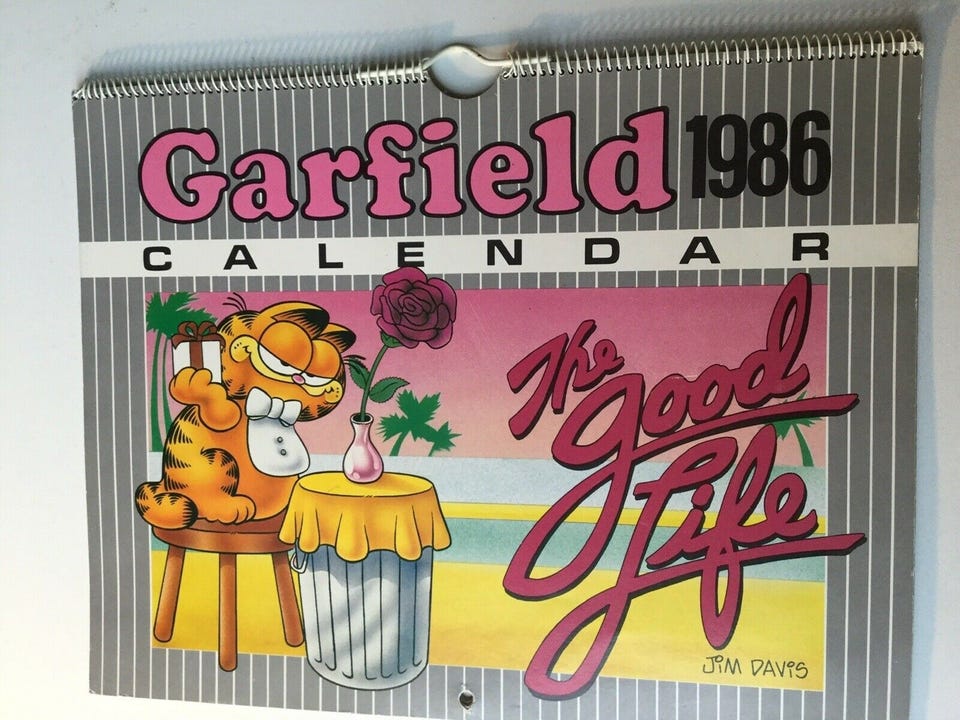 Garfield 1986
CALENDAR
The
good
Life
JIM DAVIS